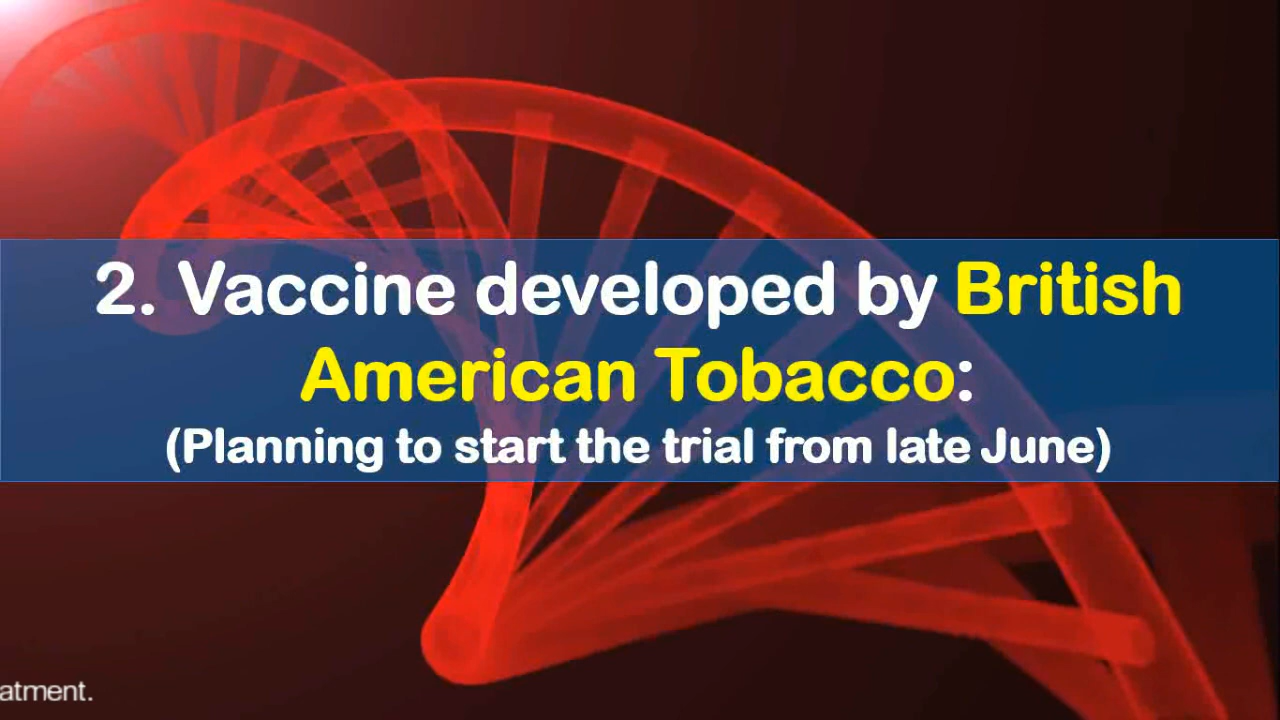 2. Vaccine developed by British
American Tobacco:
(Planning to start the trial from late June)
atment.